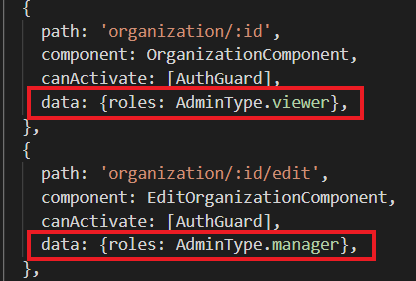 {
path: 'organization/:id',
component: OrganizationComponent,
canActivate: [AuthGuard],
data: {roles: AdminType.viewer},
},
{
path: 'organization/:id/edit',
component: EditOrganizationComponent,
canActivate: [AuthGuard],
data: {roles: AdminType.manager},
},